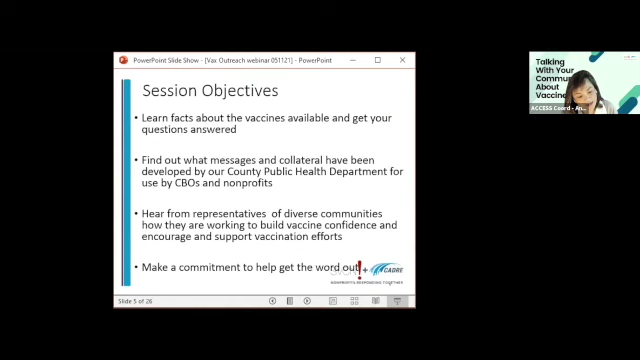 PowerPoint Slide Show - [Vax Outreach webinar 051121] - PowerPoint
Session Objectives
• Learn facts about the vaccines available and get your
questions answered
• Find out what messages and collateral have been
developed by our County Public Health Department for
use by CBOs and nonprofits
• Hear from representatives of diverse communities
how they are working to build vaccine confidence and
encourage and support vaccination efforts
• Make a commitment to help get the word out
+ CADRE
NONPROFITS RESPONDING TOGETHER
Slide 5 of 26
Talking
With Your
Commun
About
Vaccine
ACCESS Coord - An...